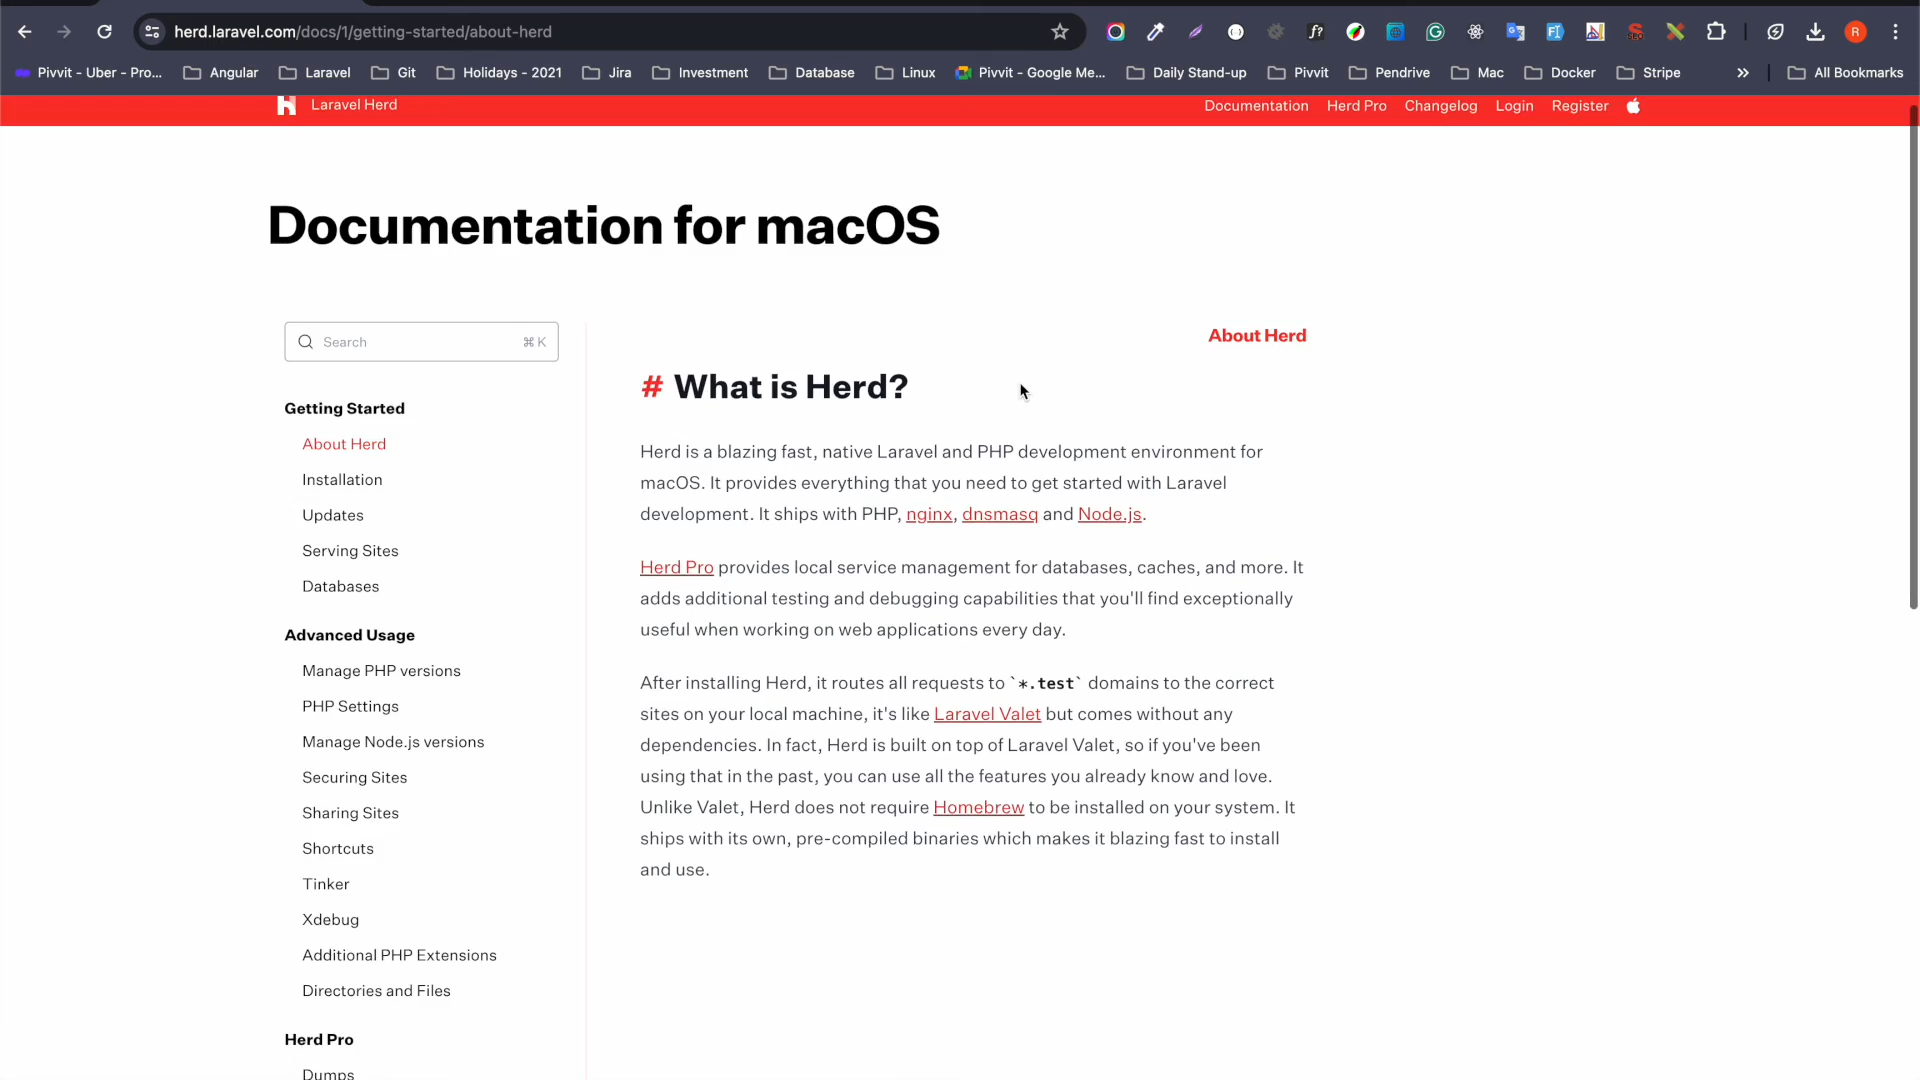 herd.laravel.com/docs/1/getting-started/about-herd
Pivvit - Uber - Pro...
Angular
Laravel
Git
Holidays - 2021
Jira
Investment
Database
Linux
Pivvit - Google Me...
Daily Stand-up
Pivvit
Pendrive
Mac
Docker
Stripe
All Bookmarks
Laravel Herd
Documentation
Herd Pro
Changelog
Login
Register
Documentation for macOS
Search
⌘ K
Getting Started
About Herd
Installation
Updates
Serving Sites
Databases
Advanced Usage
Manage PHP versions
PHP Settings
Manage Node.js versions
Securing Sites
Sharing Sites
Shortcuts
Tinker
Xdebug
Additional PHP Extensions
Directories and Files
Herd Pro
Dumps
About Herd
# What is Herd?
Herd is a blazing fast, native Laravel and PHP development environment for
macOS. It provides everything that you need to get started with Laravel
development. It ships with PHP, nginx, dnsmasq and Node.js.
Herd Pro provides local service management for databases, caches, and more. It
adds additional testing and debugging capabilities that you'll find exceptionally
useful when working on web applications every day.
After installing Herd, it routes all requests to `*.test` domains to the correct
sites on your local machine, it's like Laravel Valet but comes without any
dependencies. In fact, Herd is built on top of Laravel Valet, so if you've been
using that in the past, you can use all the features you already know and love.
Unlike Valet, Herd does not require Homebrew to be installed on your system. It
ships with its own, pre-compiled binaries which makes it blazing fast to install
and use.